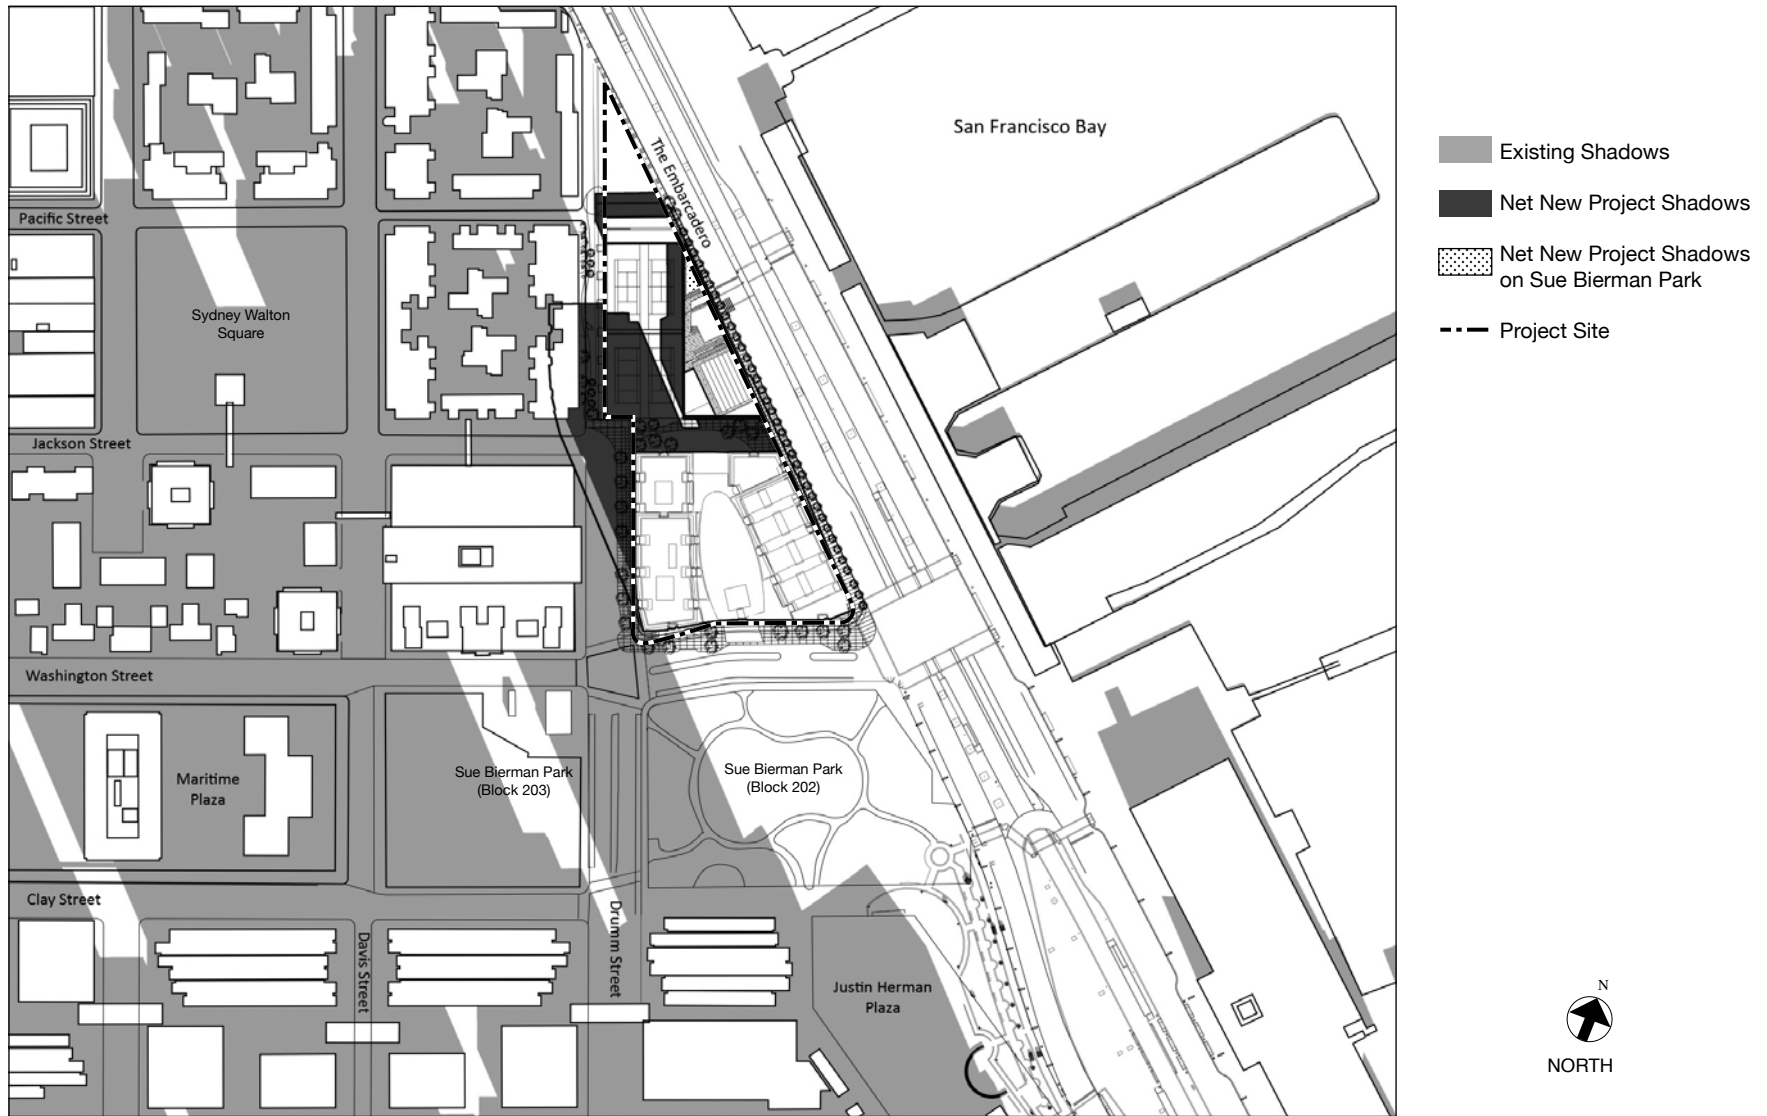 San Francisco Bay
The Embarcadero
Pacific Street
Sydney Walton
Square
Jackson Street
Washington Street
Maritime
Plaza
Sue Bierman Park
(Block 203)
Sue Bierman Park
(Block 202)
Clay Street
Davis Street
Drumm Street
Justin Herman
Plaza
Existing Shadows
Net New Project Shadows
Net New Project Shadows
on Sue Bierman Park
Project Site
N
NORTH